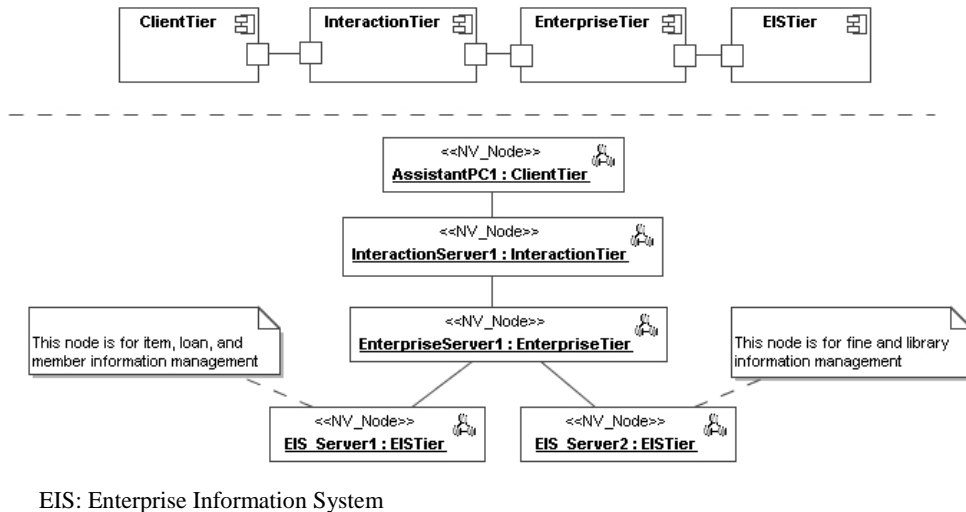 ClientTier
InteractionTier
EnterpriseTier
EISTier
<<NV_Node>>
AssistantPC1 : ClientTier
<<NV_Node>>
InteractionServer1 : InteractionTier
<<NV_Node>>
EnterpriseServer1 : EnterpriseTier
This node is for item, loan, and
member information management
This node is for fine and library
information management
<<NV_Node>>
EIS_Server1 : EISTier
<<NV_Node>>
EIS_Server2 : EISTier
EIS: Enterprise Information System